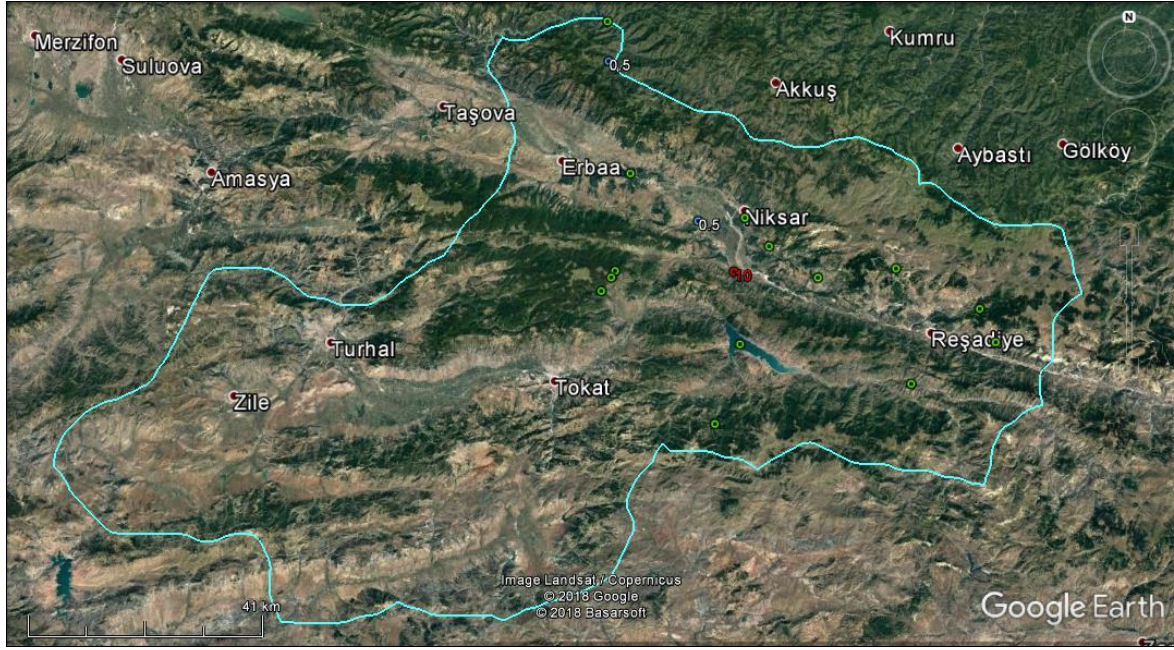 N
Merzifon
Suluova
Kumru
0.5
Akkuş
Taşova
Aybastı
Gölköy
Erbaa
Amasya
Niksar
0.5
10
Reşadiye
Turhal
Tokat
Zile
Image Landsat / Copernicus
© 2018 Google
© 2018 Basarsoft
41 km
Google Earth